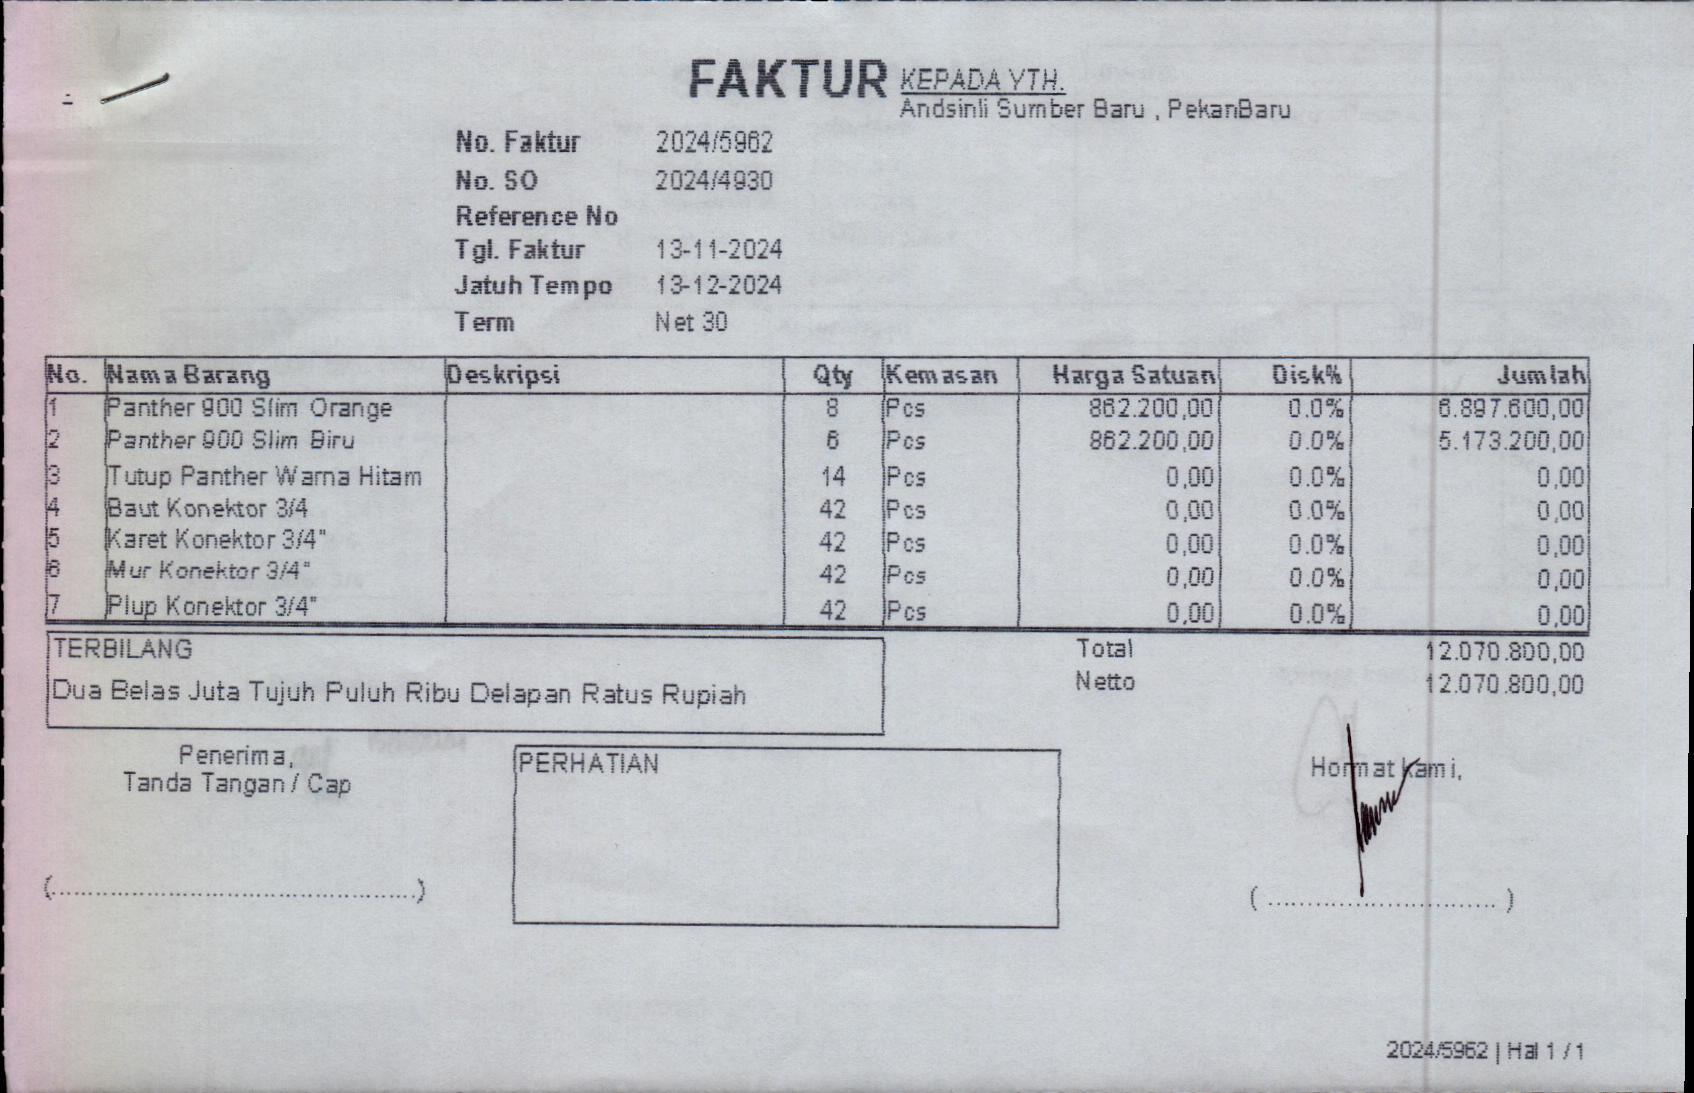 FAKTUR KEPADA YTH.
Andsinli Sumber Baru , PekanBaru
No. Faktur 2024/5962
No. SO 2024/4930
Reference No
Tgl. Faktur 13-11-2024
Jatuh Tempo 13-12-2024
Term Net 30
No. Nama Barang Deskripsi Qty Kemasan Harga Satuan Disk% Jumlah
1 Panther 900 Slim Orange 8 Pcs 862.200,00 0.0% 6.897.600,00
2 Panther 900 Slim Biru 6 Pcs 862.200,00 0.0% 5.173.200,00
3 Tutup Panther Warna Hitam 14 Pcs 0,00 0.0% 0,00
4 Baut Konektor 3/4 42 Pcs 0,00 0.0% 0,00
5 Karet Konektor 3/4" 42 Pcs 0,00 0.0% 0,00
6 Mur Konektor 3/4" 42 Pcs 0,00 0.0% 0,00
7 Plup Konektor 3/4" 42 Pcs 0,00 0.0% 0,00
TERBILANG
Dua Belas Juta Tujuh Puluh Ribu Delapan Ratus Rupiah
Total 12.070.800,00
Netto 12.070.800,00
Penerima,
Tanda Tangan / Cap
PERHATIAN
Hormat kami,
(..........................................)
( ............................ )
2024/5962 | Hal 1 / 1